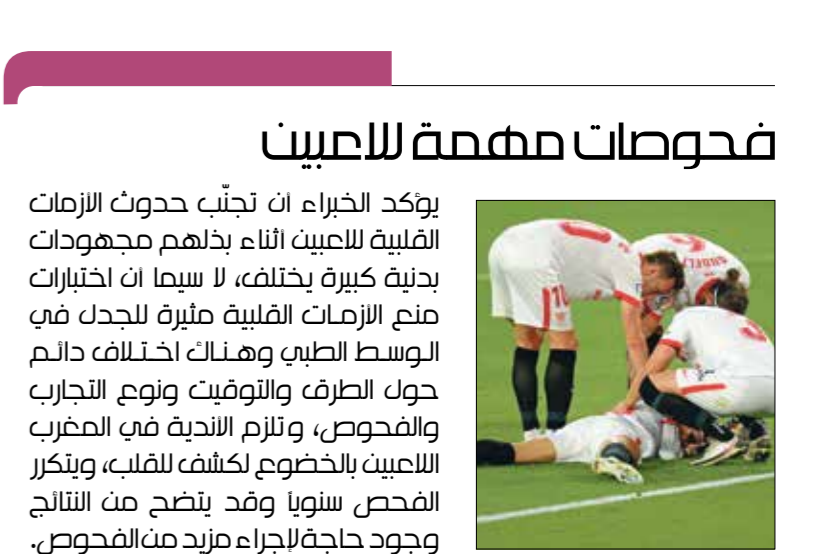 فحوصات مهمة للاعبين
يؤكد الخبراء أن تجنّب حدوث الأزمات
القلبية للاعبين أثناء بذلهم مجهودات
بدنية كبيرة يختلف، لا سيما أن اختبارات
منع الأزمات القلبية مثيرة للجدل في
الوسط الطبي وهناك اختلاف دائم
حول الطرق والتوقيت ونوع التجارب
والفحوص، وتلزم الأندية في المغرب
اللاعبين بالخضوع لكشف للقلب، ويتكرر
الفحص سنوياً وقد يتضح من النتائج
وجود حاجة لإجراء مزيد من الفحوص.
10